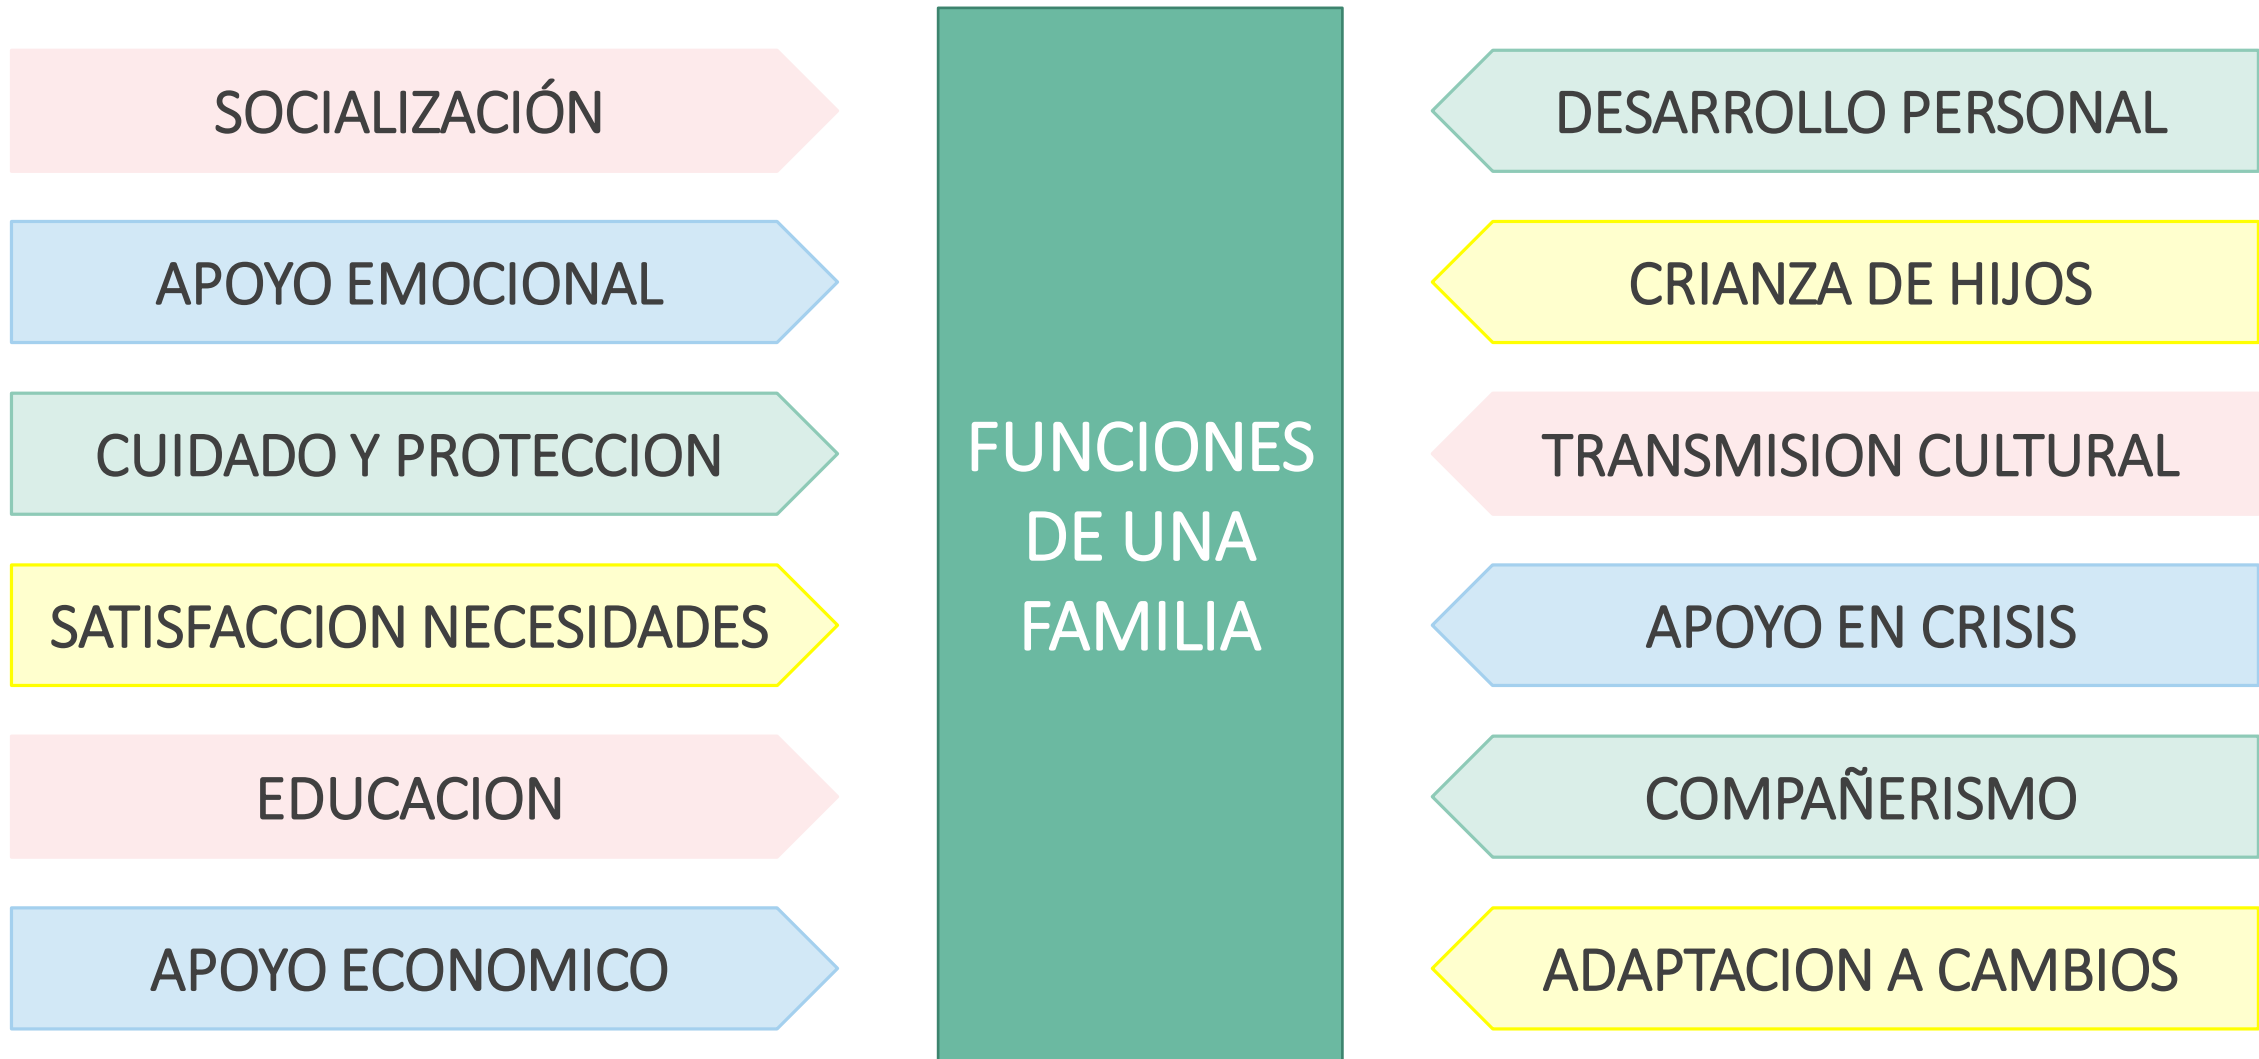 SOCIALIZACIÓN
APOYO EMOCIONAL
CUIDADO Y PROTECCION
SATISFACCION NECESIDADES
EDUCACION
APOYO ECONOMICO
FUNCIONES
DE UNA
FAMILIA
DESARROLLO PERSONAL
CRIANZA DE HIJOS
TRANSMISION CULTURAL
APOYO EN CRISIS
COMPAÑERISMO
ADAPTACION A CAMBIOS